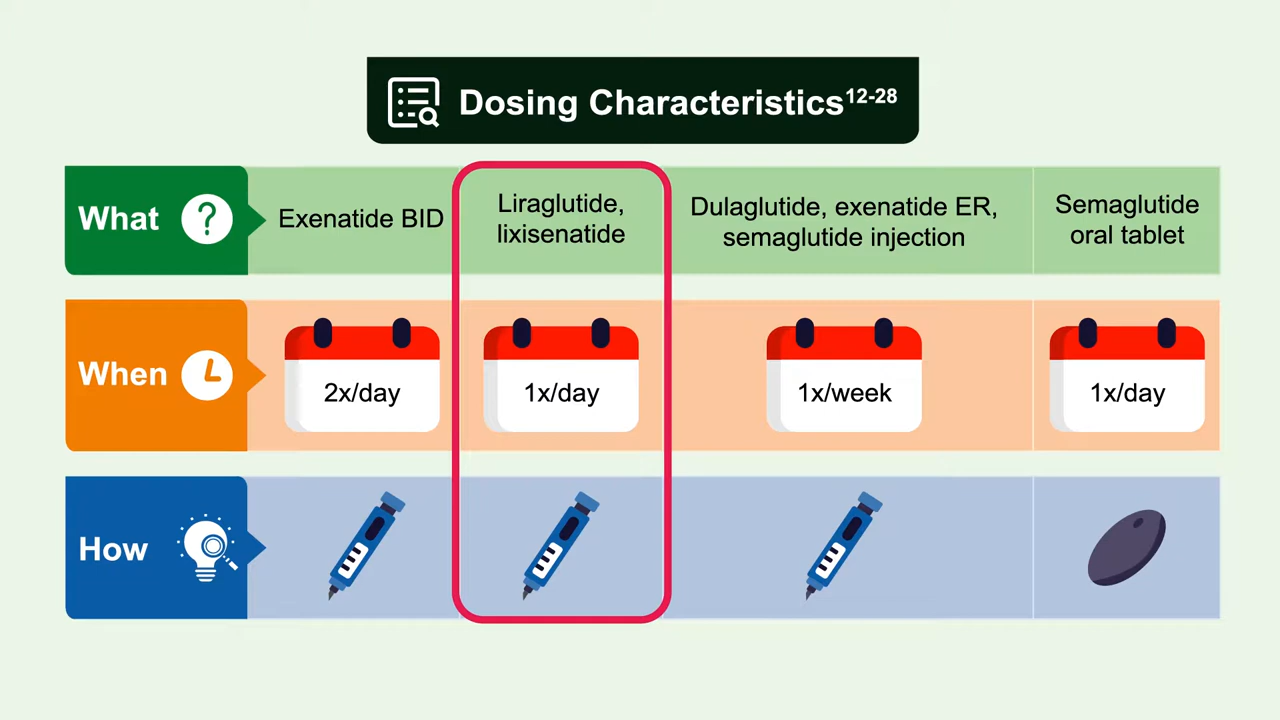 Dosing Characteristics12-28
What
?
Exenatide BID
Liraglutide,
lixisenatide
Dulaglutide, exenatide ER,
semaglutide injection
Semaglutide
oral tablet
When
2x/day
1x/day
1x/week
1x/day
How